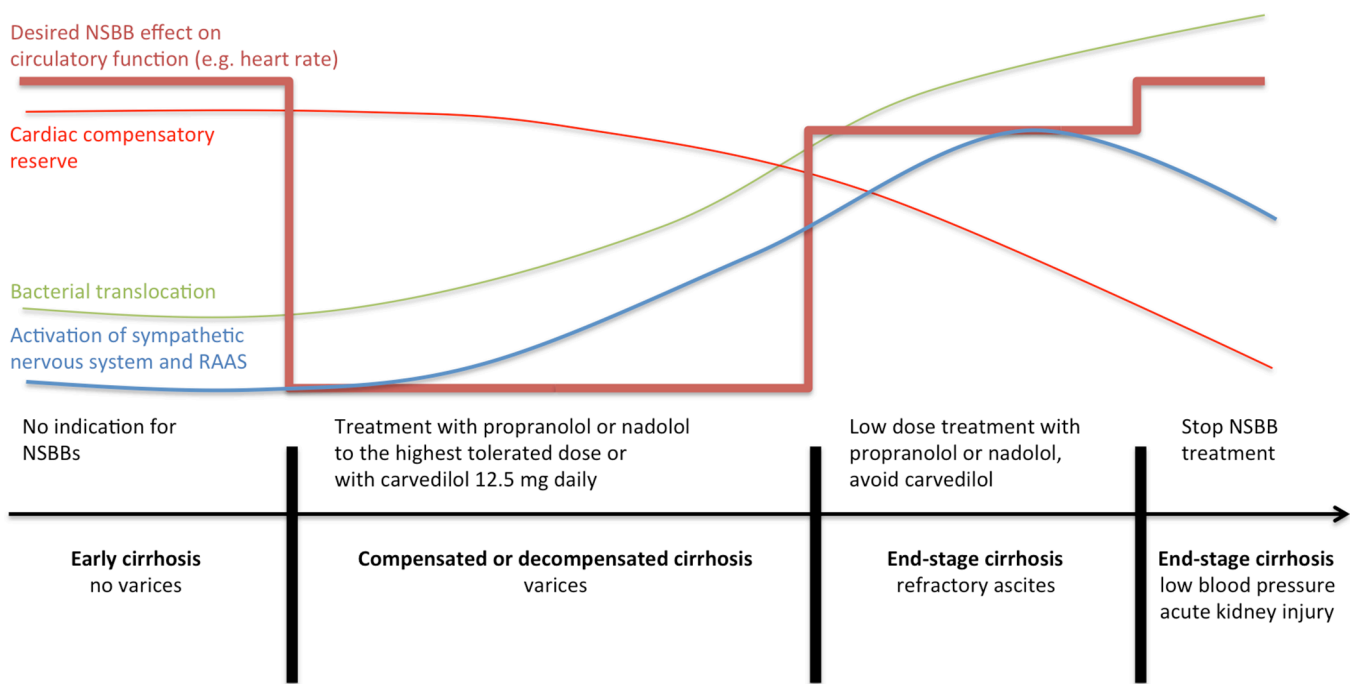 Desired NSBB effect on
circulatory function (e.g. heart rate)
Cardiac compensatory
reserve
Bacterial translocation
Activation of sympathetic
nervous system and RAAS
No indication for
NSBBs
Treatment with propranolol or nadolol
to the highest tolerated dose or
with carvedilol 12.5 mg daily
Low dose treatment with
propranolol or nadolol,
avoid carvedilol
Stop NSBB
treatment
Early cirrhosis
no varices
Compensated or decompensated cirrhosis
varices
End-stage cirrhosis
refractory ascites
End-stage cirrhosis
low blood pressure
acute kidney injury